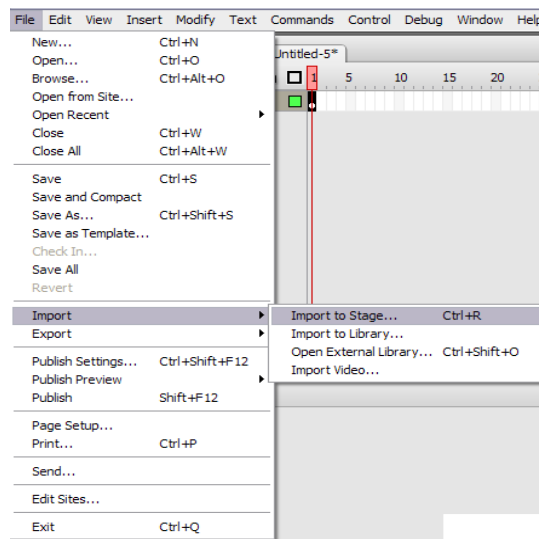 File Edit View Insert Modify Text Commands Control Debug Window Help
Untitled-5*
1 5 10 15 20
New... Ctrl+N
Open... Ctrl+O
Browse... Ctrl+Alt+O
Open from Site...
Open Recent
Close Ctrl+W
Close All Ctrl+Alt+W
Save Ctrl+S
Save and Compact
Save As... Ctrl+Shift+S
Save as Template...
Check In...
Save All
Revert
Import
Export
Import to Stage... Ctrl+R
Import to Library...
Open External Library... Ctrl+Shift+O
Import Video...
Publish Settings... Ctrl+Shift+F12
Publish Preview
Publish Shift+F12
Page Setup...
Print... Ctrl+P
Send...
Edit Sites...
Exit Ctrl+Q